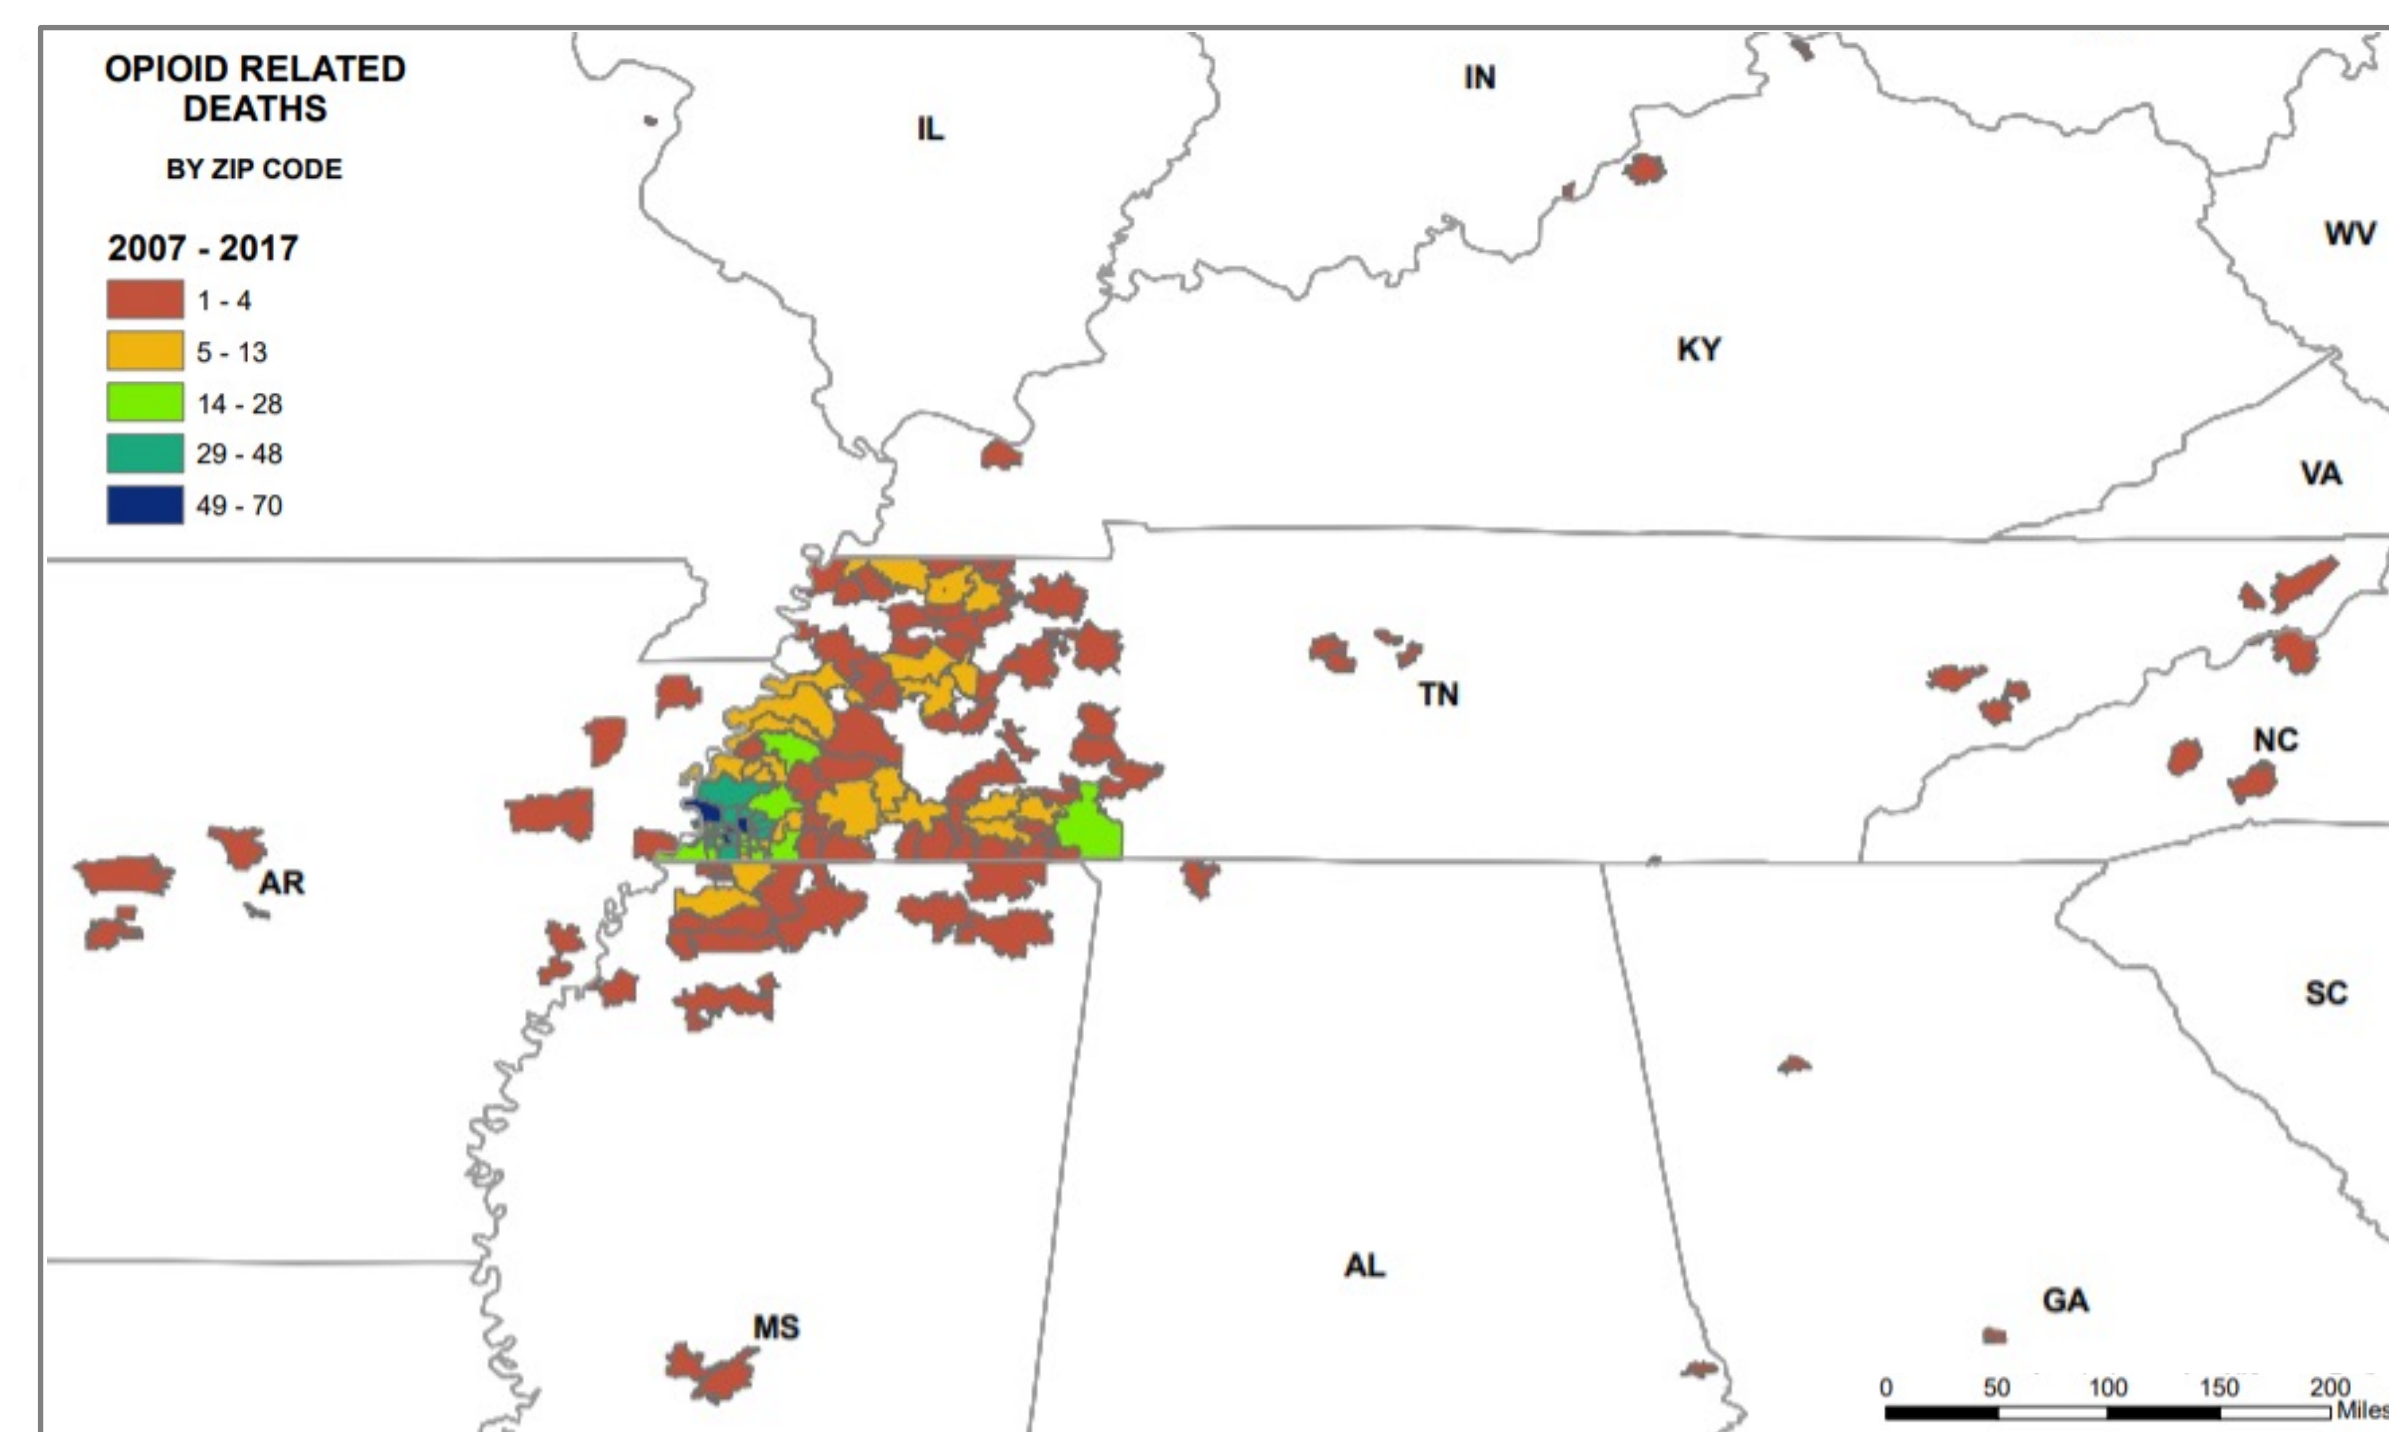 OPIOID RELATED
DEATHS
BY ZIP CODE
2007 - 2017
1 - 4
5 - 13
14 - 28
29 - 48
49 - 70
IL
IN
WV
KY
VA
TN
NC
AR
SC
AL
GA
MS
0 50 100 150 200
Miles